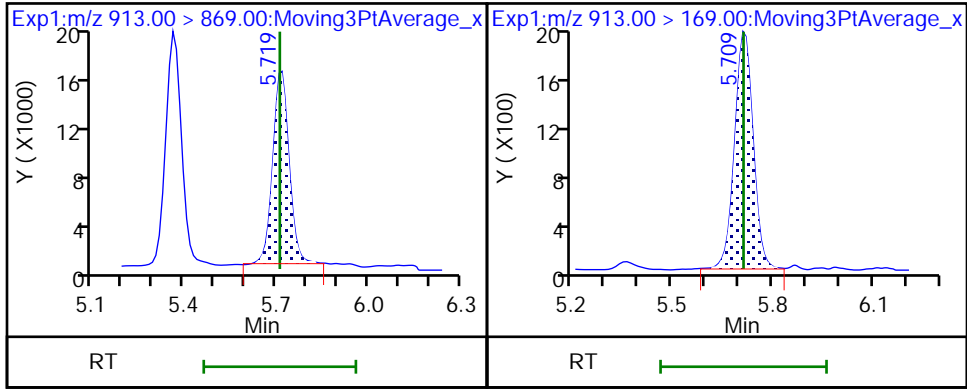 Exp1:m/z 913.00 > 869.00:Moving3PtAverage_x
20
16
12
8
4
0
Y ( X1000)
5.719
5.1 5.4 5.7 6.0 6.3
Min
RT
Exp1:m/z 913.00 > 169.00:Moving3PtAverage_x
20
16
12
8
4
0
Y ( X100)
5.709
5.2 5.5 5.8 6.1
Min
RT